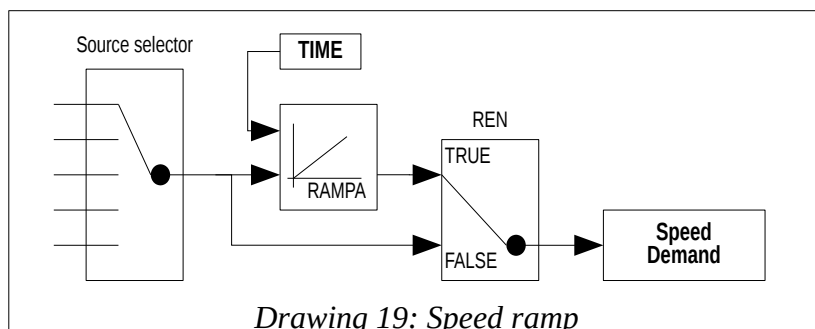 Source selector
TIME
REN
TRUE
RAMPA
FALSE
Speed
Demand
Drawing 19: Speed ramp